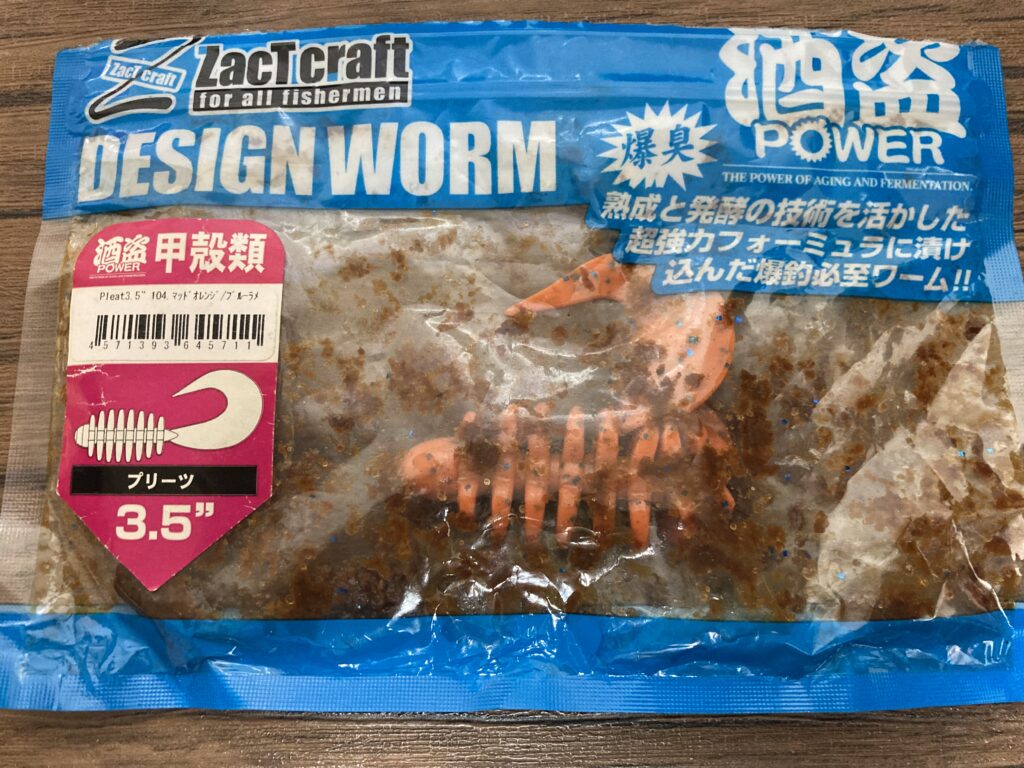 ZacT craft
ZacT craft
for all fishermen
DESIGN WORM
爆臭
酒盗
POWER
THE POWER OF AGING AND FERMENTATION.
熟成と発酵の技術を活かした
超強力フォーミュラに漬け
込んだ爆釣必至ワーム!!
酒盗
POWER
甲殻類
Pleat3.5" 104.マッドオレンジ/ブルーラメ
4571393645711
プリーツ
3.5”